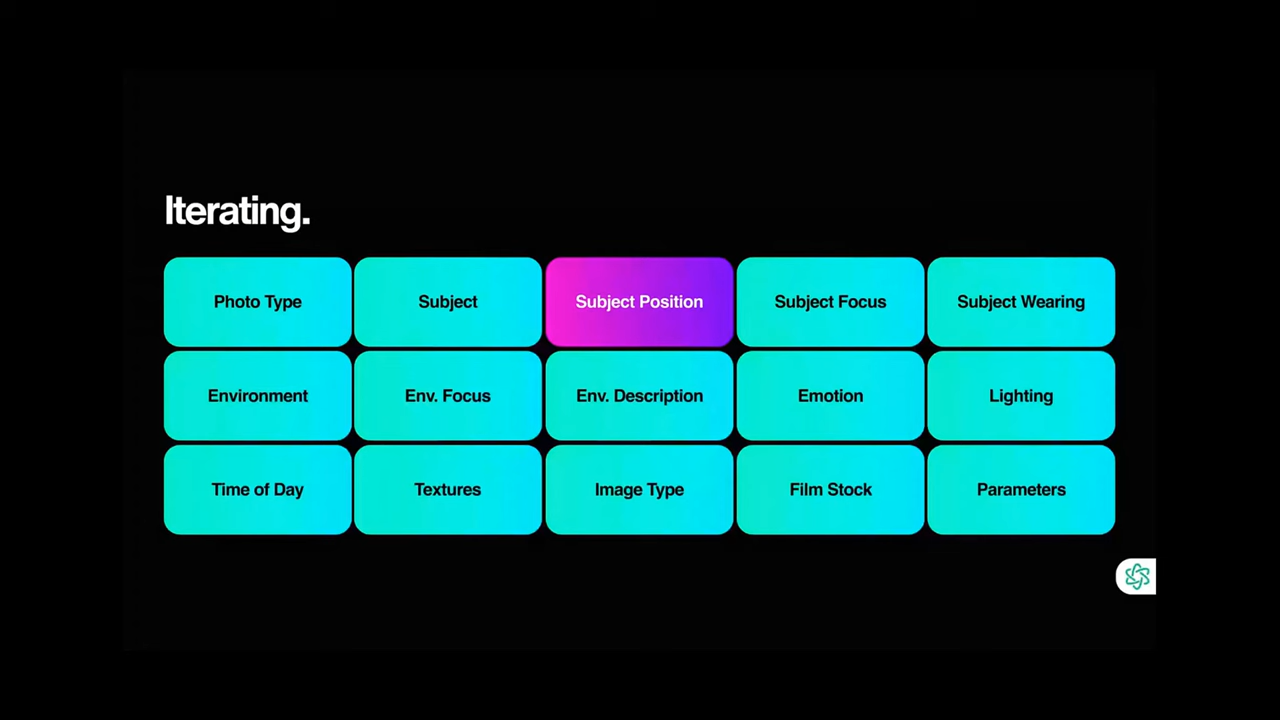 Iterating.
Photo Type
Subject
Subject Position
Subject Focus
Subject Wearing
Environment
Env. Focus
Env. Description
Emotion
Lighting
Time of Day
Textures
Image Type
Film Stock
Parameters